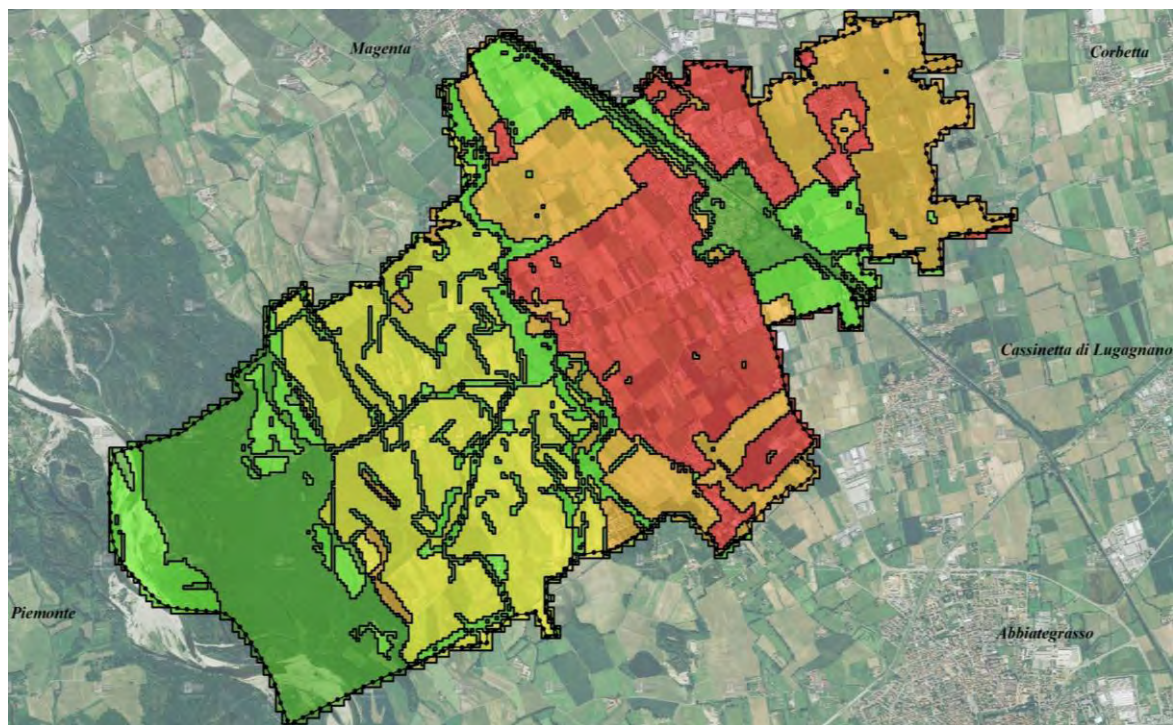 Magenta
Corbetta
Cassinetta di Lugagnano
Piemonte
Abbiategrasso